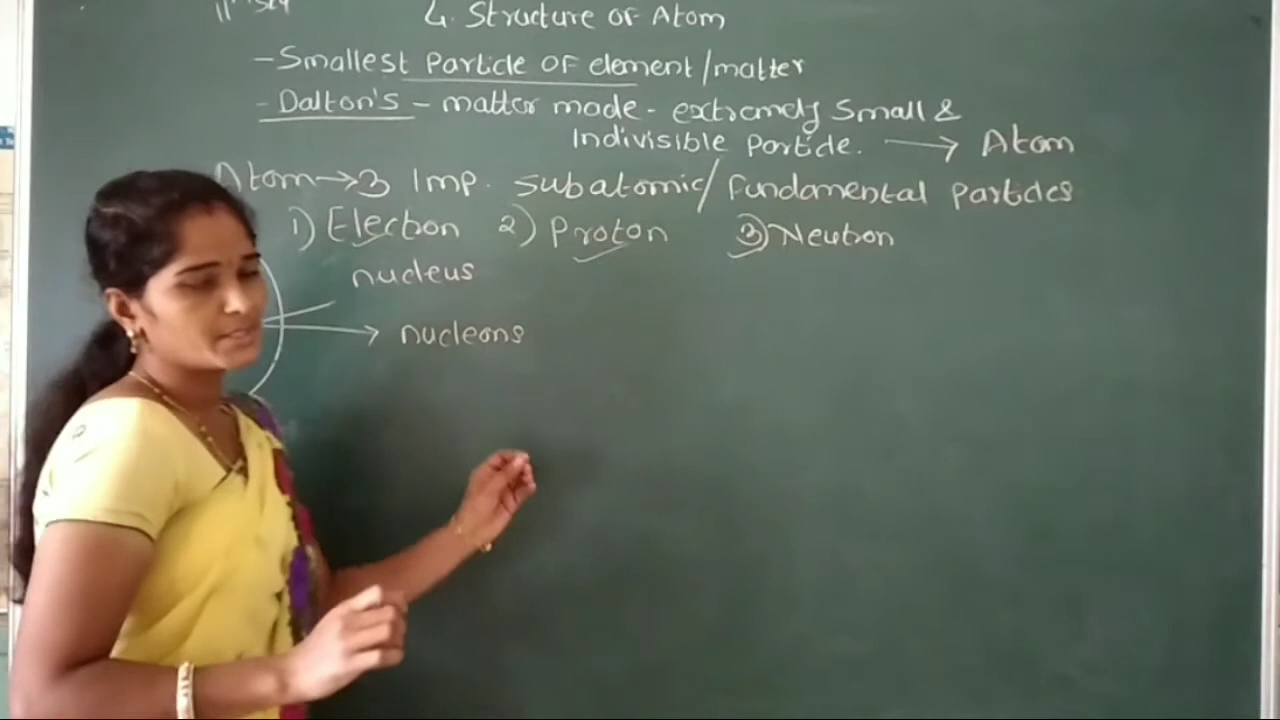 4. Structure of Atom
- Smallest Particle of element/matter
- Dalton's - matter made - extremely Small &
Indivisible Particle. → Atom
Atom → 3 Imp. Subatomic/Fundamental Particles
1) Electron 2) Proton 3) Neutron
nucleus
→ nucleons